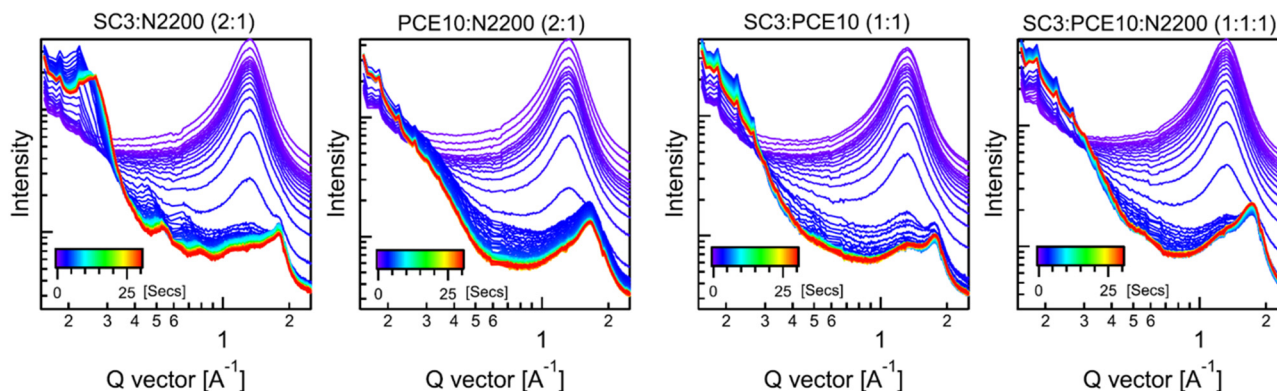 SC3:N2200 (2:1)
Intensity
0 25 [Secs]
2 3 4 5 6 1 2
Q vector [A⁻¹]
PCE10:N2200 (2:1)
Intensity
0 25 [Secs]
2 3 4 5 6 1 2
Q vector [A⁻¹]
SC3:PCE10 (1:1)
Intensity
0 25 [Secs]
2 3 4 5 6 1 2
Q vector [A⁻¹]
SC3:PCE10:N2200 (1:1:1)
Intensity
0 25 [Secs]
2 3 4 5 6 1 2
Q vector [A⁻¹]